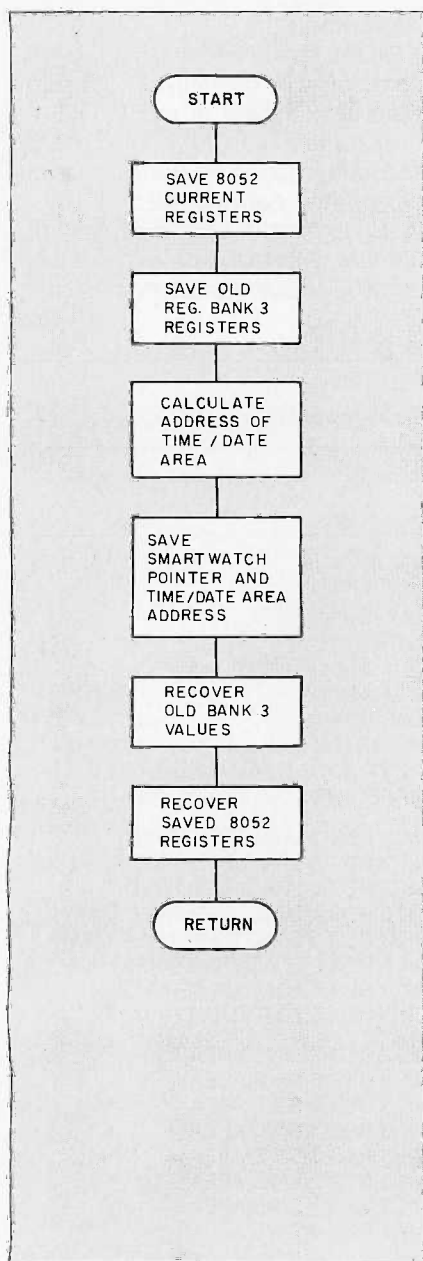 START
SAVE 8052
CURRENT
REGISTERS
SAVE OLD
REG. BANK 3
REGISTERS
CALCULATE
ADDRESS OF
TIME / DATE
AREA
SAVE
SMARTWATCH
POINTER AND
TIME/DATE AREA
ADDRESS
RECOVER
OLD BANK 3
VALUES
RECOVER
SAVED 8052
REGISTERS
RETURN